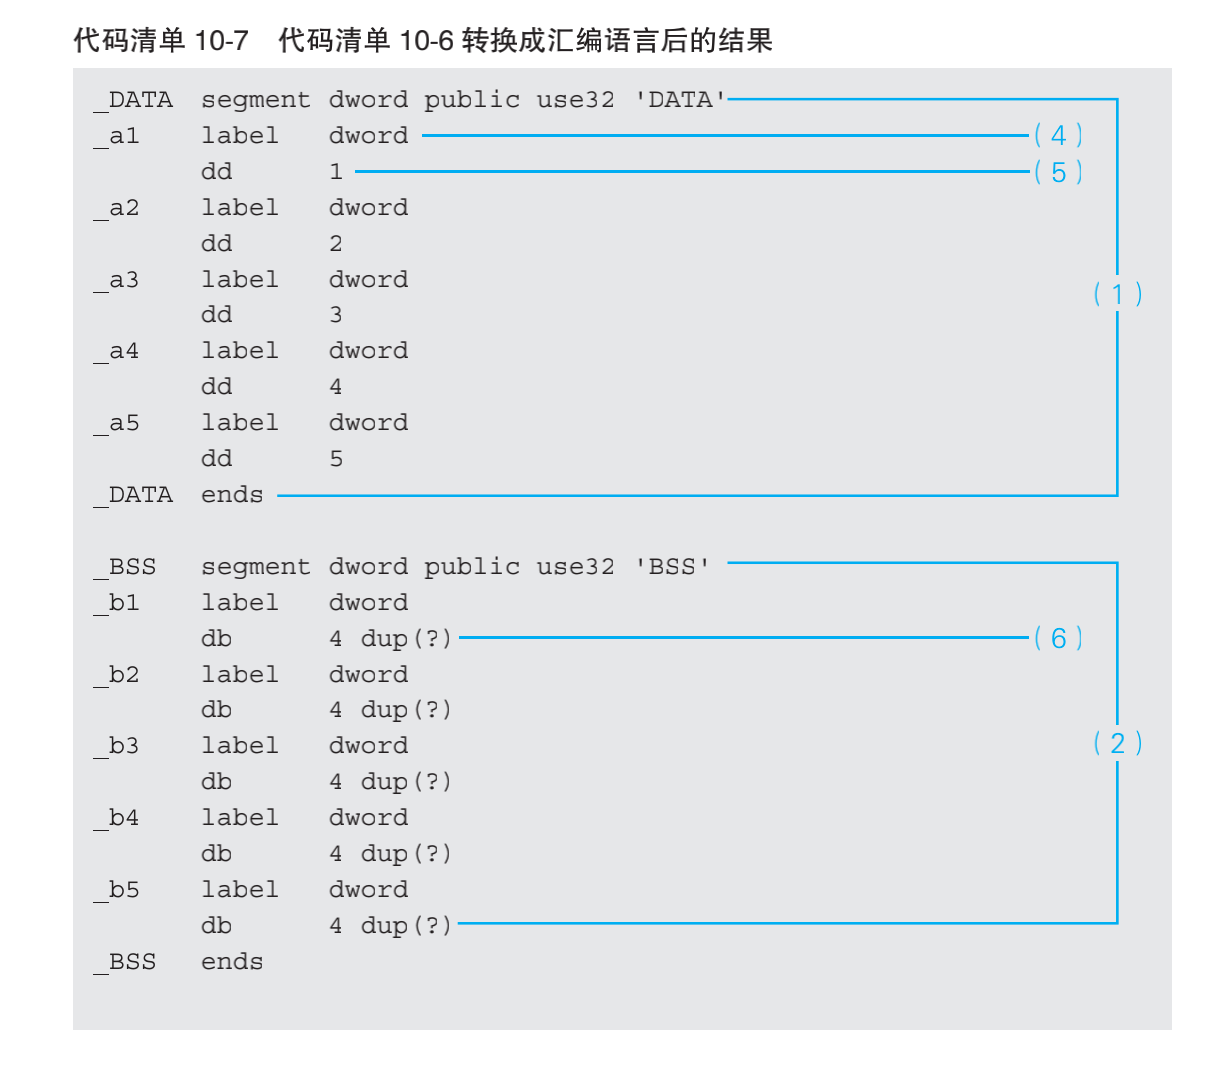 代码清单 10-7　代码清单 10-6 转换成汇编语言后的结果
_DATA segment dword public use32 'DATA'
_a1 label dword (4)
dd 1 (5)
_a2 label dword
dd 2
_a3 label dword
(1)
dd 3
_a4 label dword
dd 4
_a5 label dword
dd 5
_DATA ends
_BSS segment dword public use32 'BSS'
_b1 label dword
db 4 dup(?) (6)
_b2 label dword
db 4 dup(?)
_b3 label dword (2)
db 4 dup(?)
_b4 label dword
db 4 dup(?)
_b5 label dword
db 4 dup(?)
_BSS ends